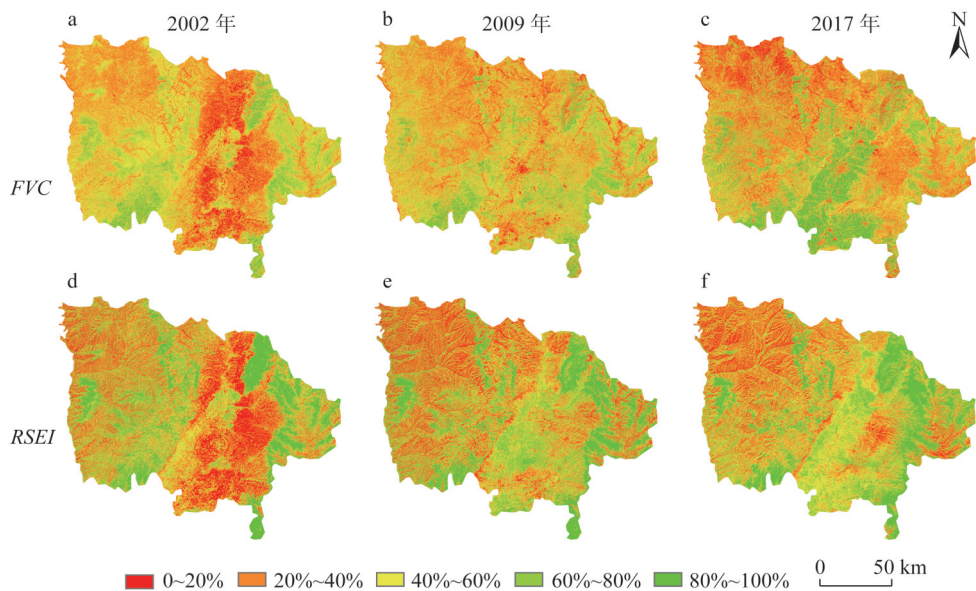 a 2002 年
b 2009 年
c 2017 年
N
FVC
d
e
f
RSEI
0~20%
20%~40%
40%~60%
60%~80%
80%~100%
0 50 km